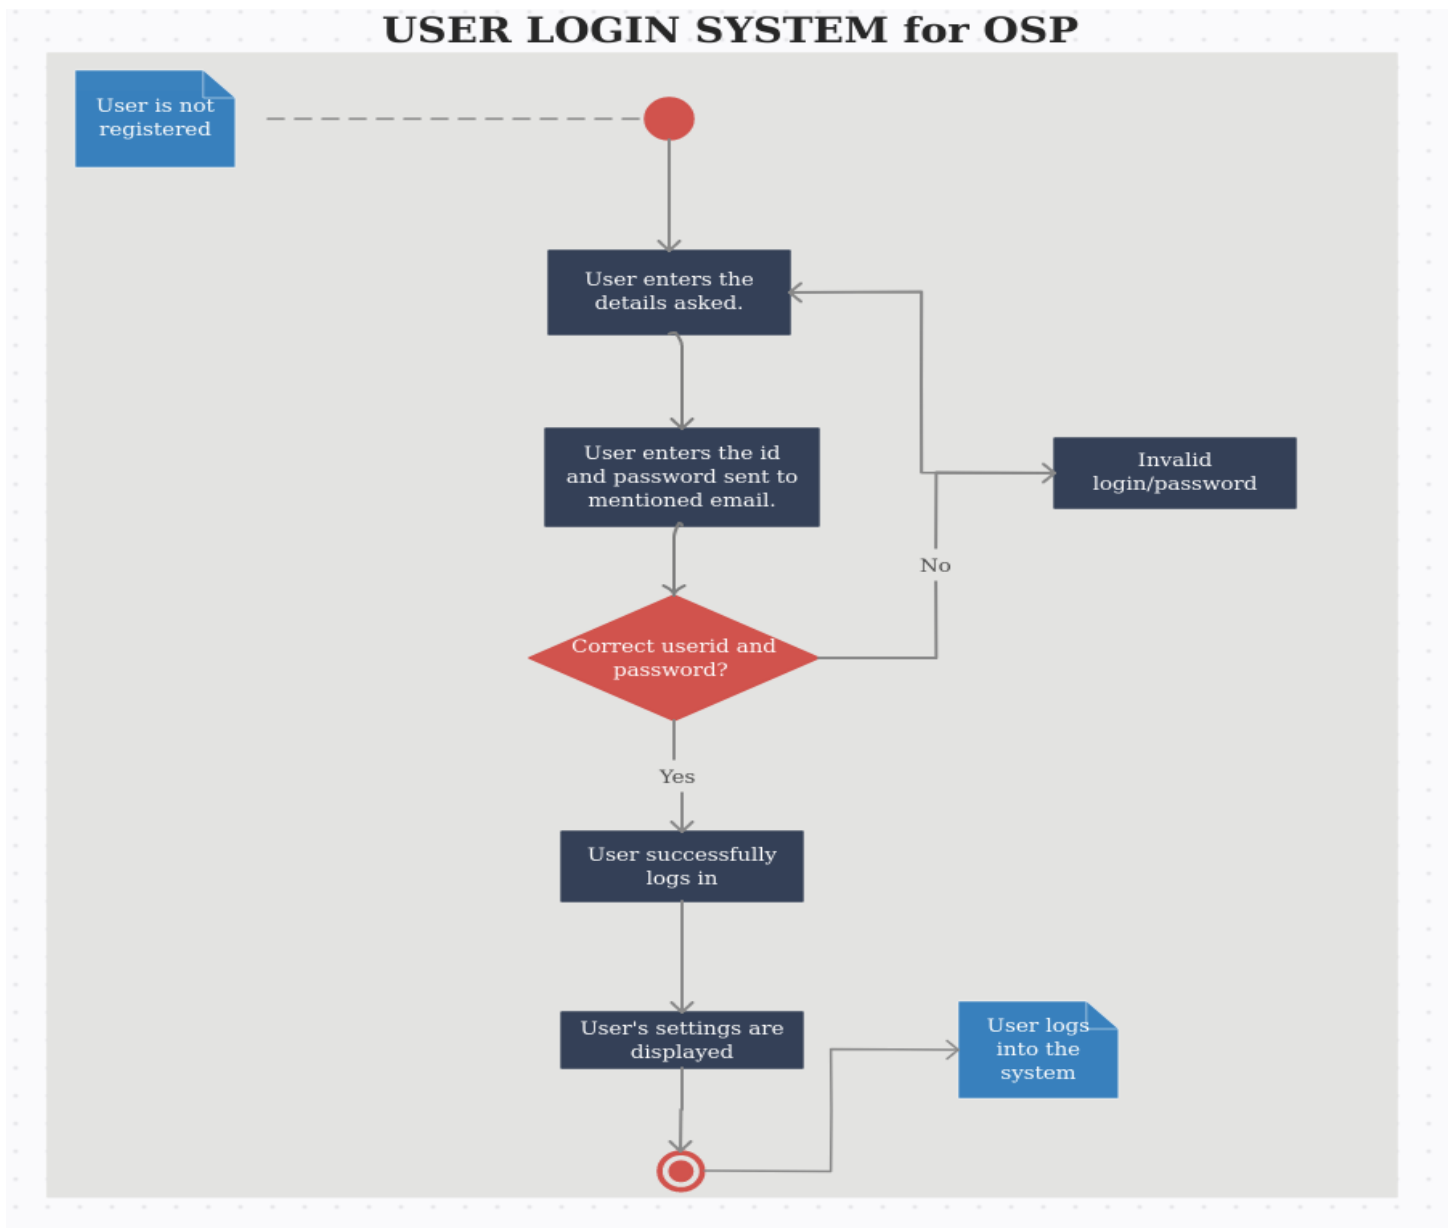 USER LOGIN SYSTEM for OSP
User is not
registered
User enters the
details asked.
User enters the id
and password sent to
mentioned email.
Invalid
login/password
No
Correct userid and
password?
Yes
User successfully
logs in
User's settings are
displayed
User logs
into the
system